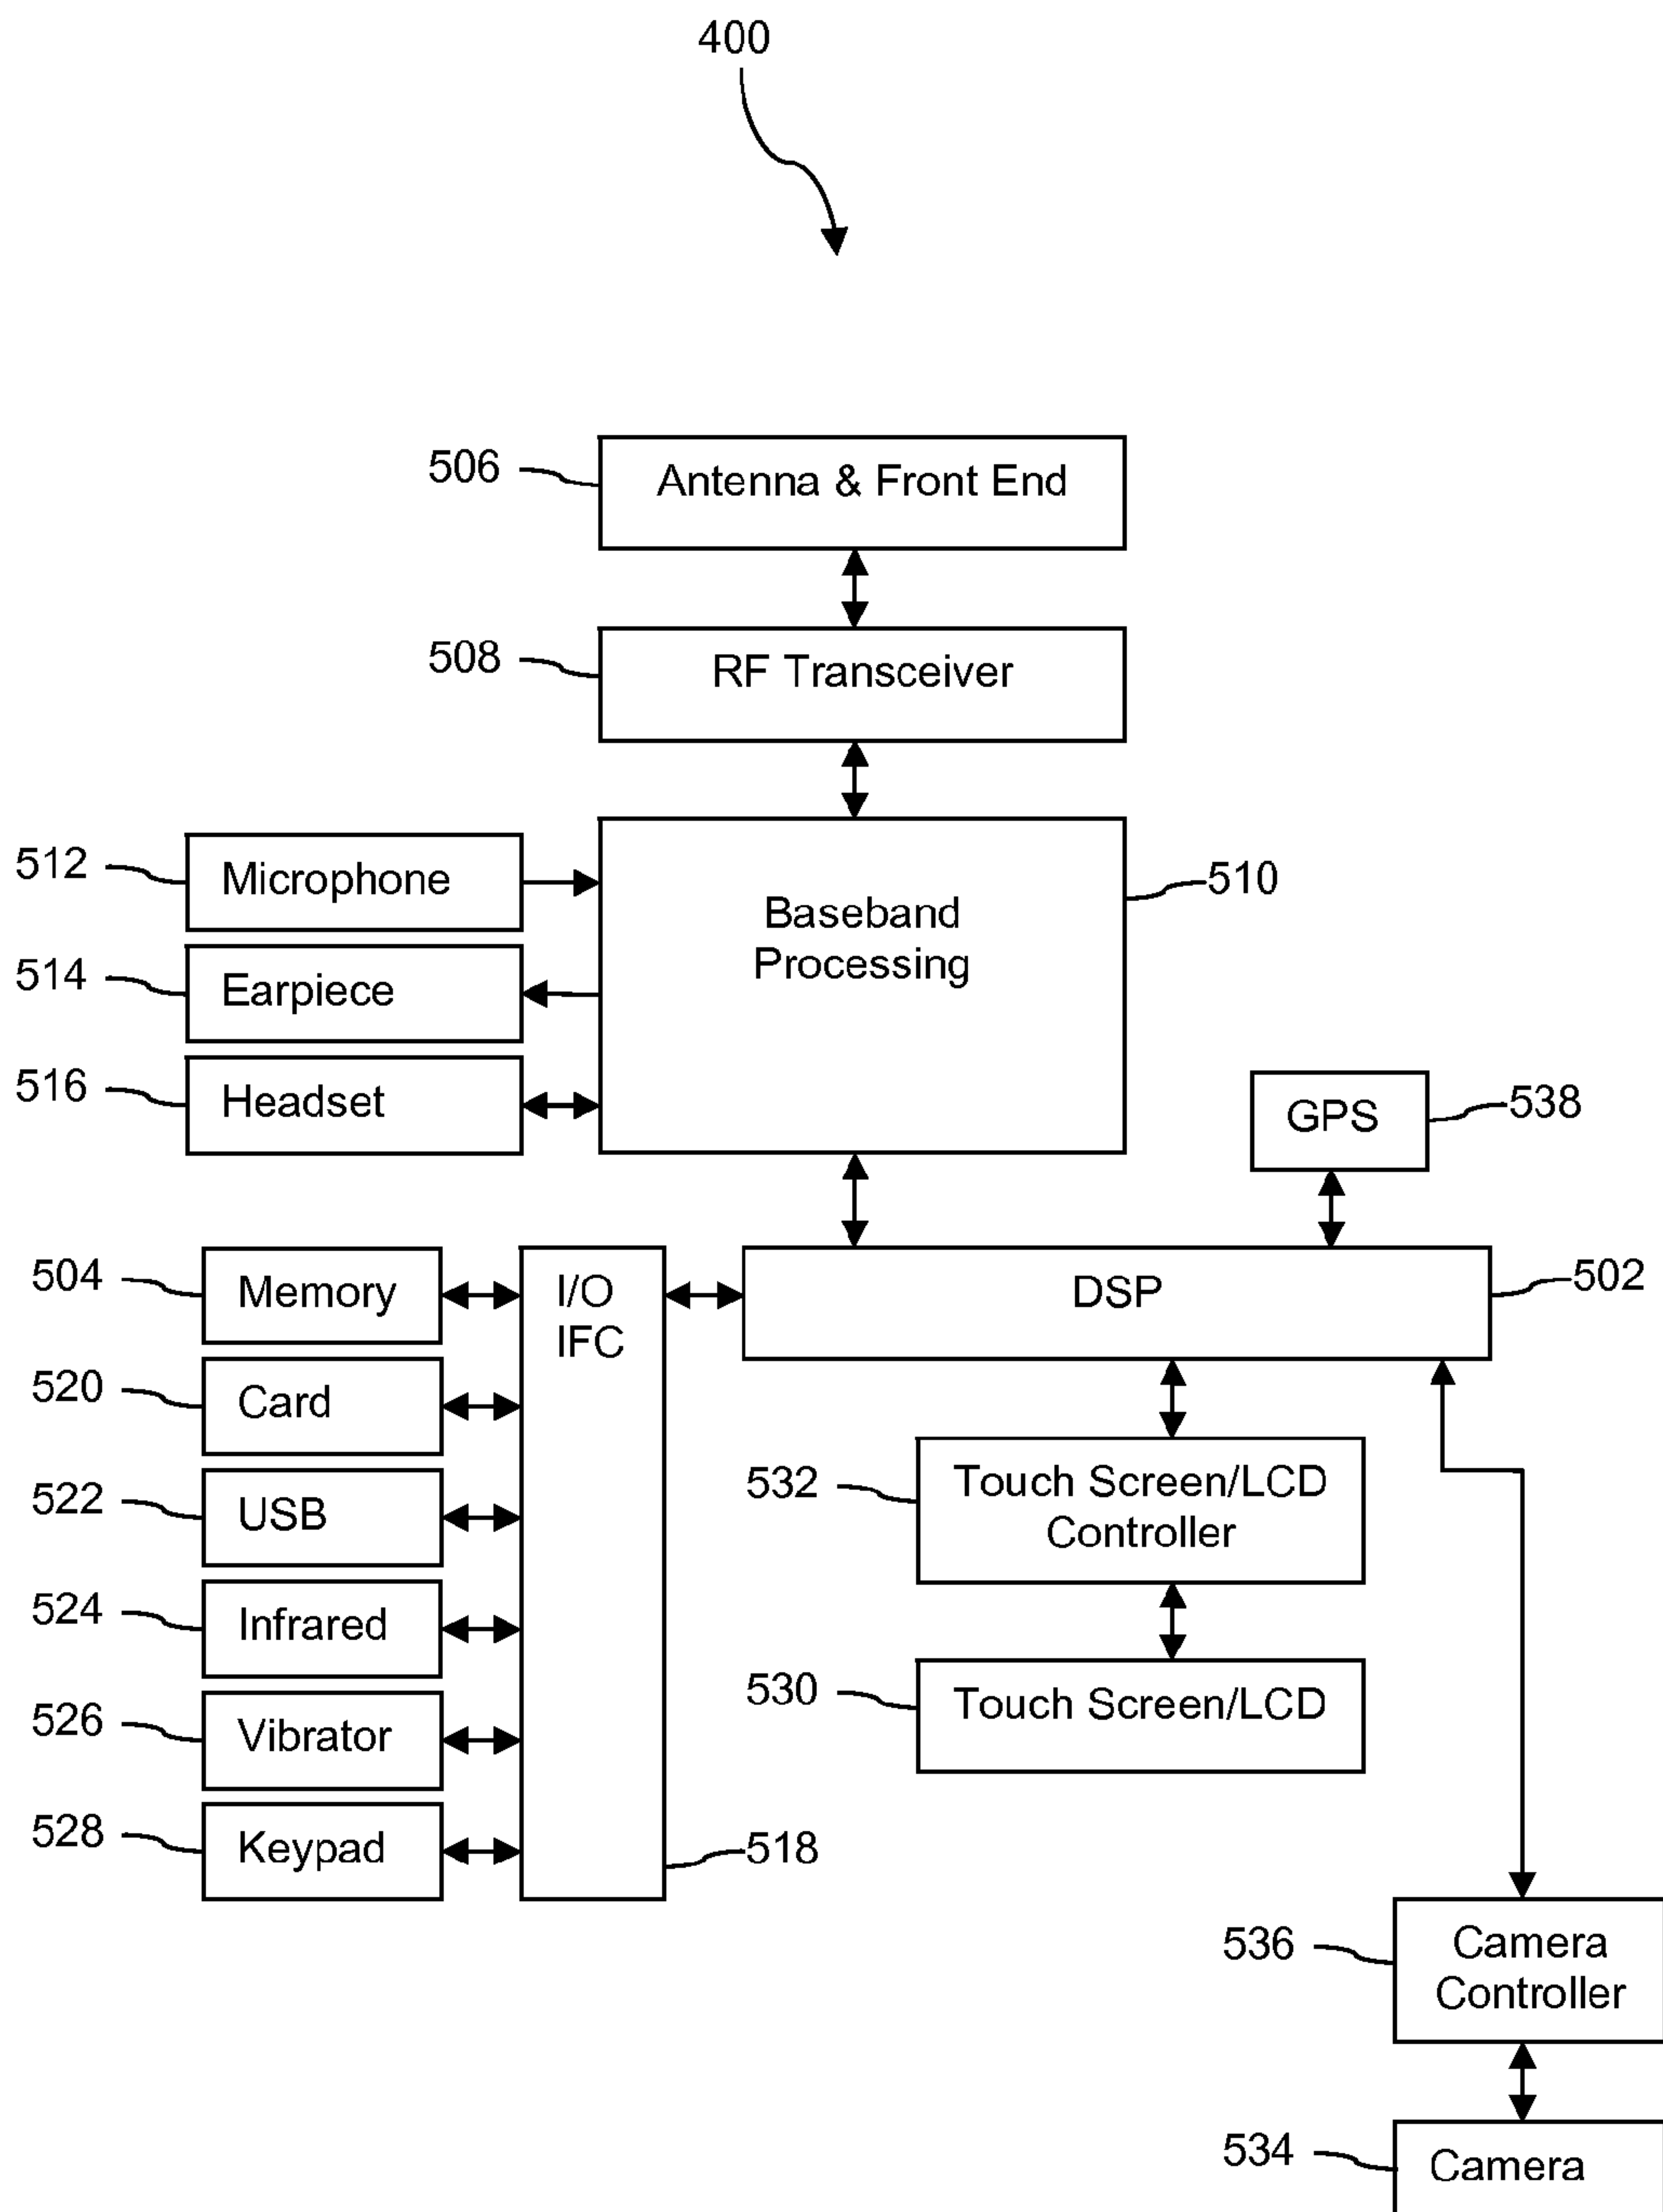 400
506
Antenna & Front End
508
RF Transceiver
512
Microphone
Baseband
Processing
510
514
Earpiece
516
Headset
GPS
538
504
Memory
I/O
IFC
DSP
502
520
Card
522
USB
532
Touch Screen/LCD
Controller
524
Infrared
530
Touch Screen/LCD
526
Vibrator
528
Keypad
518
536
Camera
Controller
534
Camera